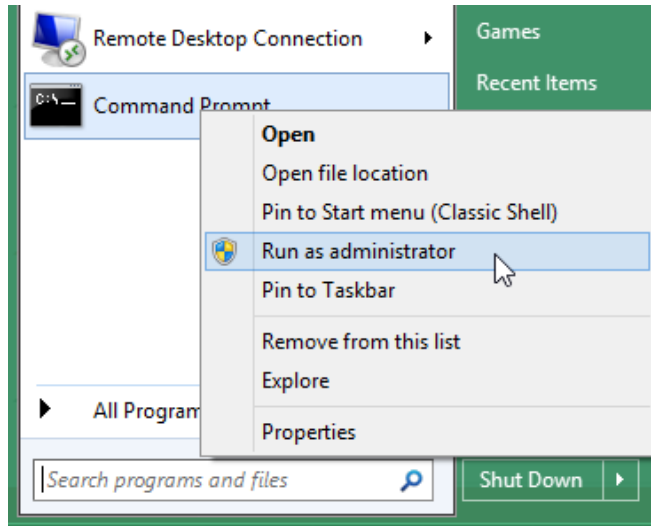 Remote Desktop Connection
Games
Recent Items
C:\
Command Prompt
Open
Open file location
Pin to Start menu (Classic Shell)
Run as administrator
Pin to Taskbar
Remove from this list
Explore
Properties
All Program
Search programs and files
Shut Down